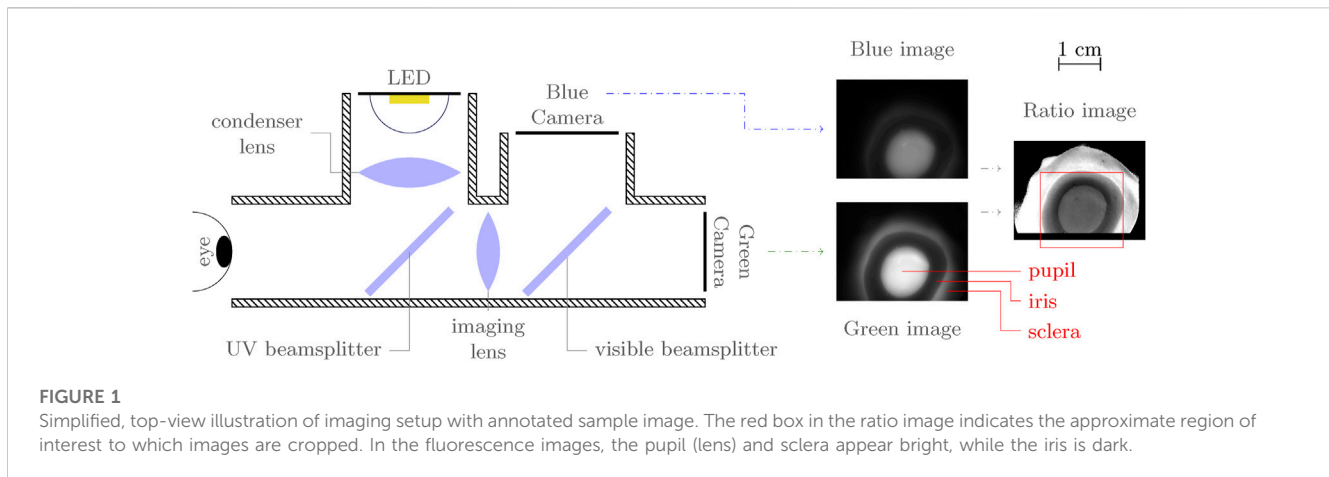 LED
condenser
lens
Blue
Camera
eye
Green
Camera
imaging
lens
UV beamsplitter
visible beamsplitter
Blue image
1 cm
Ratio image
pupil
iris
sclera
Green image
FIGURE 1
Simplified, top-view illustration of imaging setup with annotated sample image. The red box in the ratio image indicates the approximate region of
interest to which images are cropped. In the fluorescence images, the pupil (lens) and sclera appear bright, while the iris is dark.